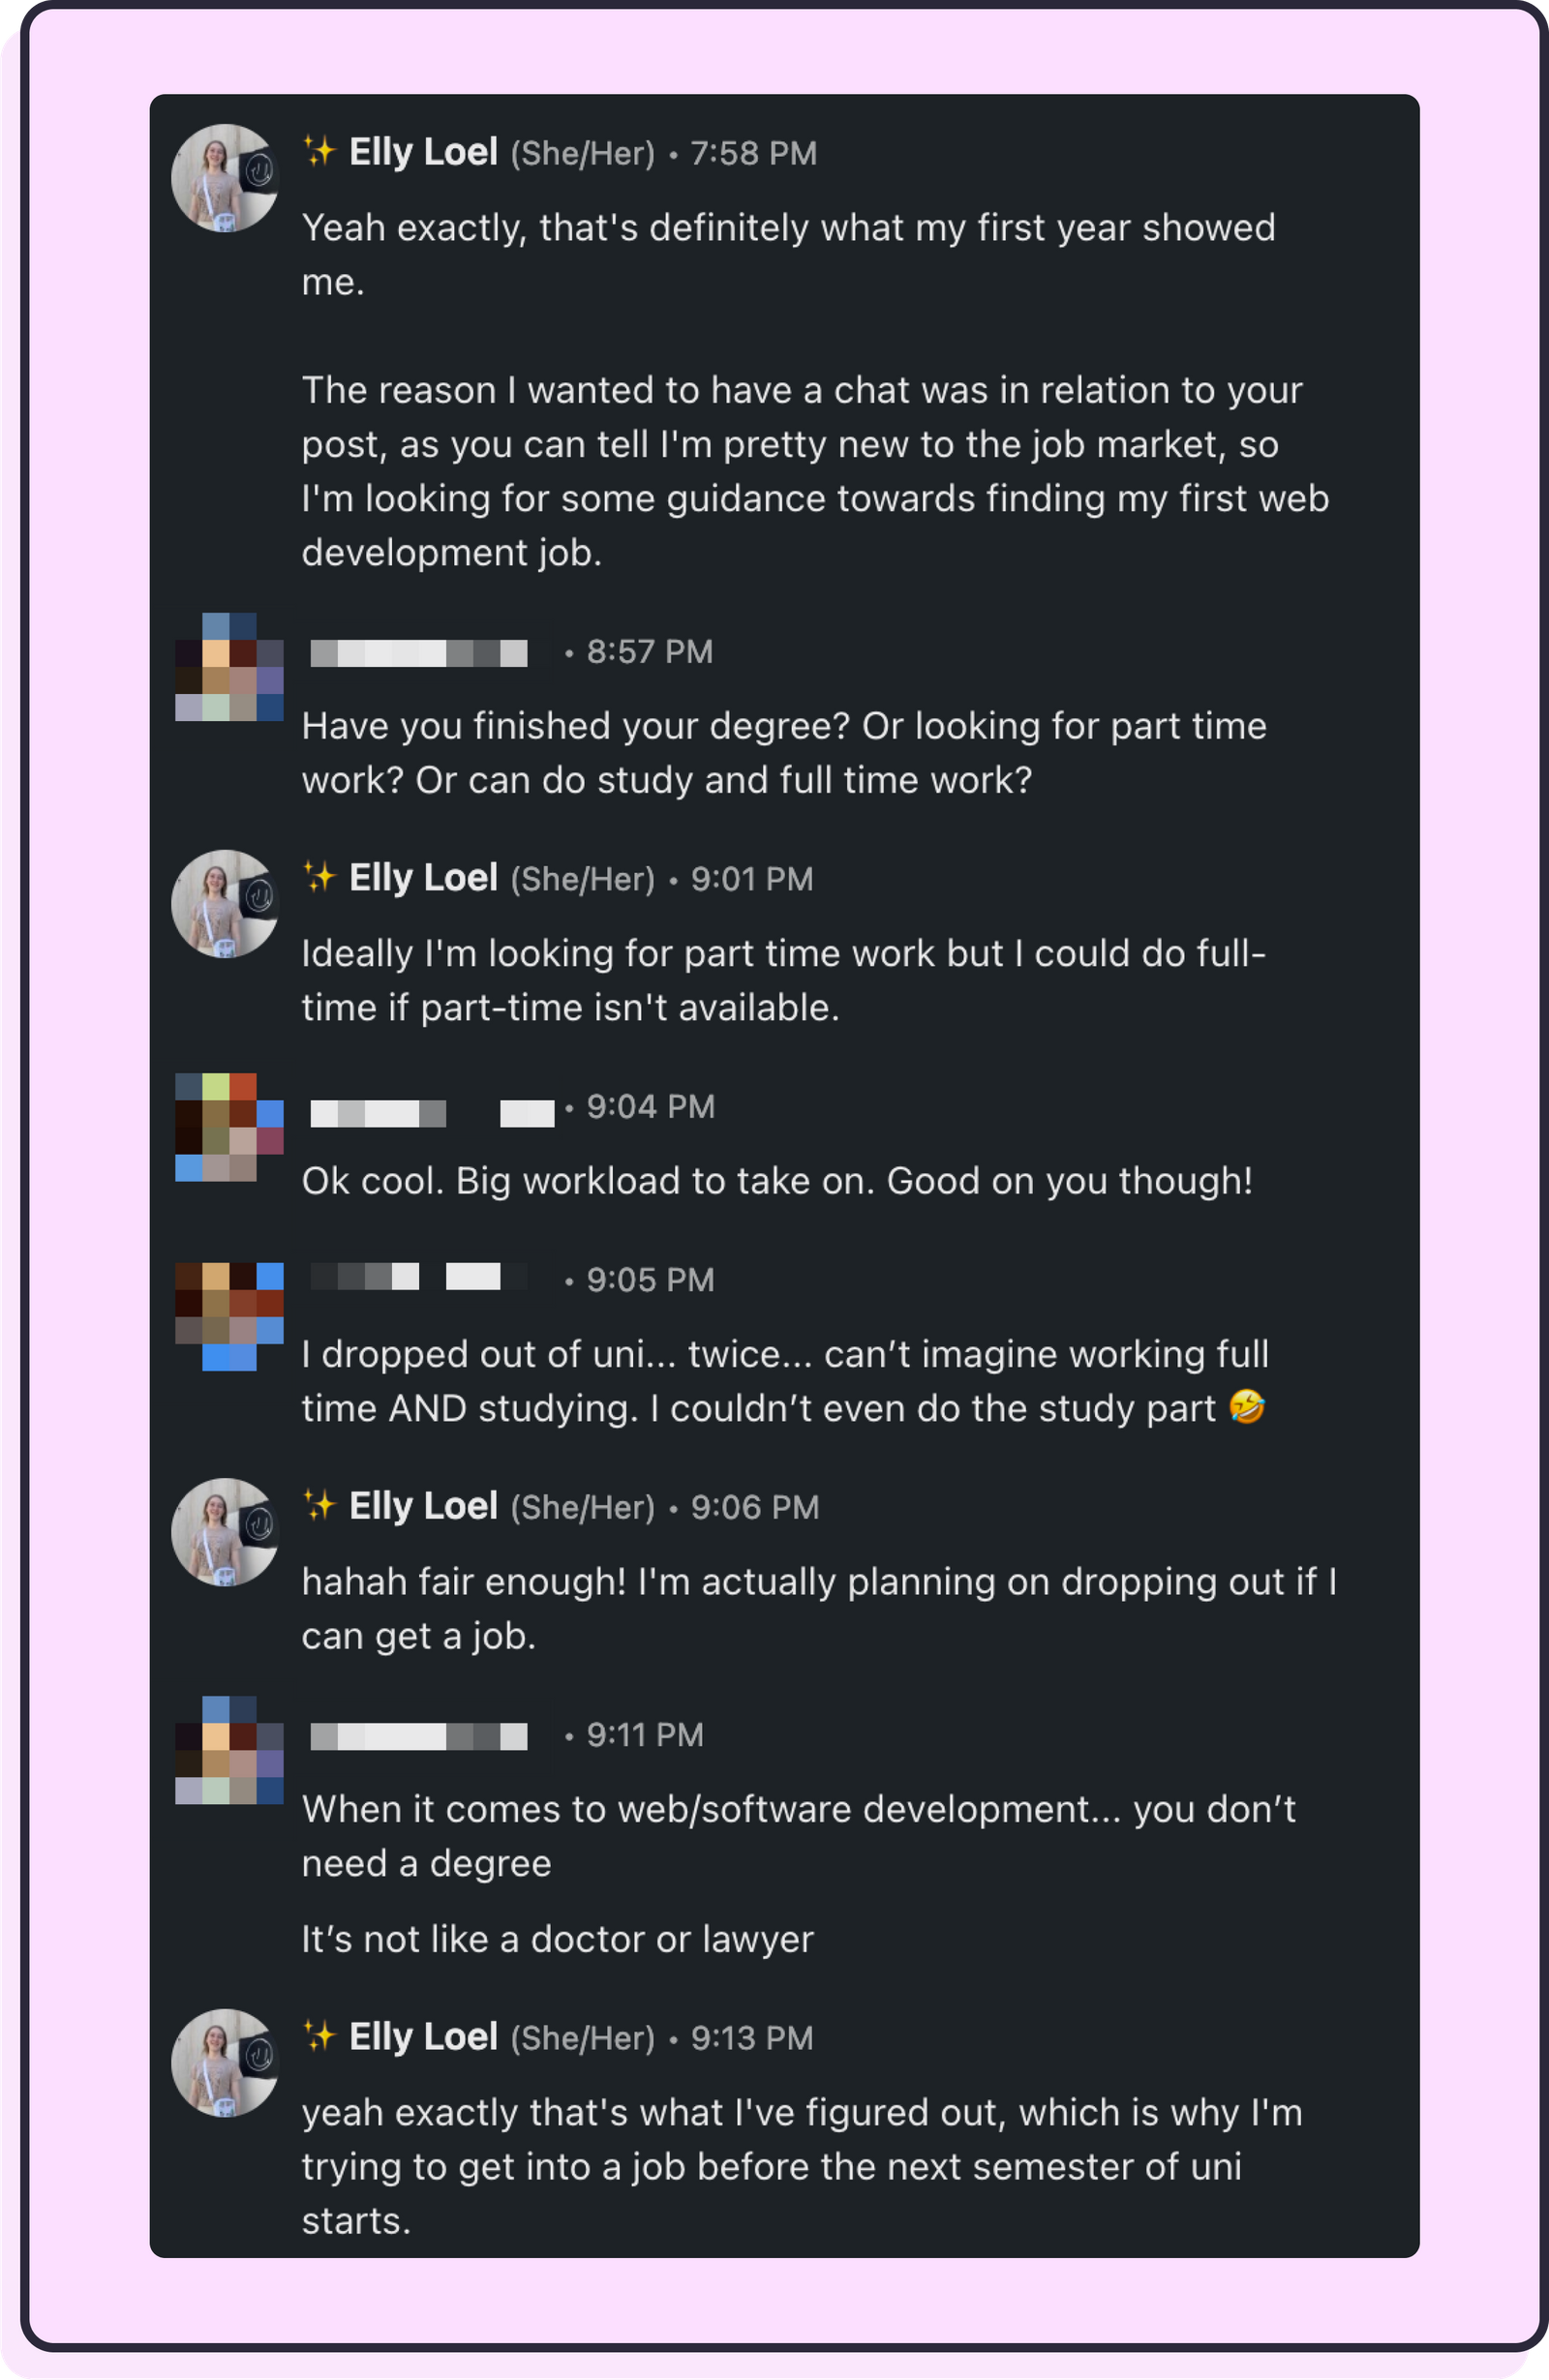 ✨ Elly Loel (She/Her) • 7:58 PM
Yeah exactly, that's definitely what my first year showed
me.
The reason I wanted to have a chat was in relation to your
post, as you can tell I'm pretty new to the job market, so
I'm looking for some guidance towards finding my first web
development job.
• 8:57 PM
Have you finished your degree? Or looking for part time
work? Or can do study and full time work?
✨ Elly Loel (She/Her) • 9:01 PM
Ideally I'm looking for part time work but I could do full-
time if part-time isn't available.
• 9:04 PM
Ok cool. Big workload to take on. Good on you though!
• 9:05 PM
I dropped out of uni... twice... can’t imagine working full
time AND studying. I couldn’t even do the study part 🤣
✨ Elly Loel (She/Her) • 9:06 PM
hahah fair enough! I'm actually planning on dropping out if I
can get a job.
• 9:11 PM
When it comes to web/software development... you don’t
need a degree
It’s not like a doctor or lawyer
✨ Elly Loel (She/Her) • 9:13 PM
yeah exactly that's what I've figured out, which is why I'm
trying to get into a job before the next semester of uni
starts.